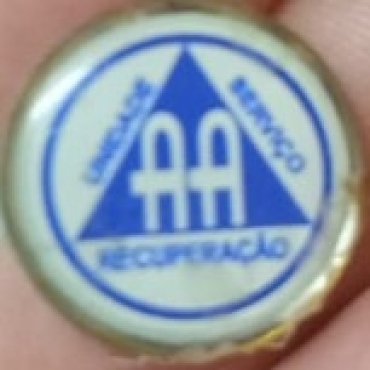 UNIDADE
SERVIÇO
AA
RECUPERAÇÃO